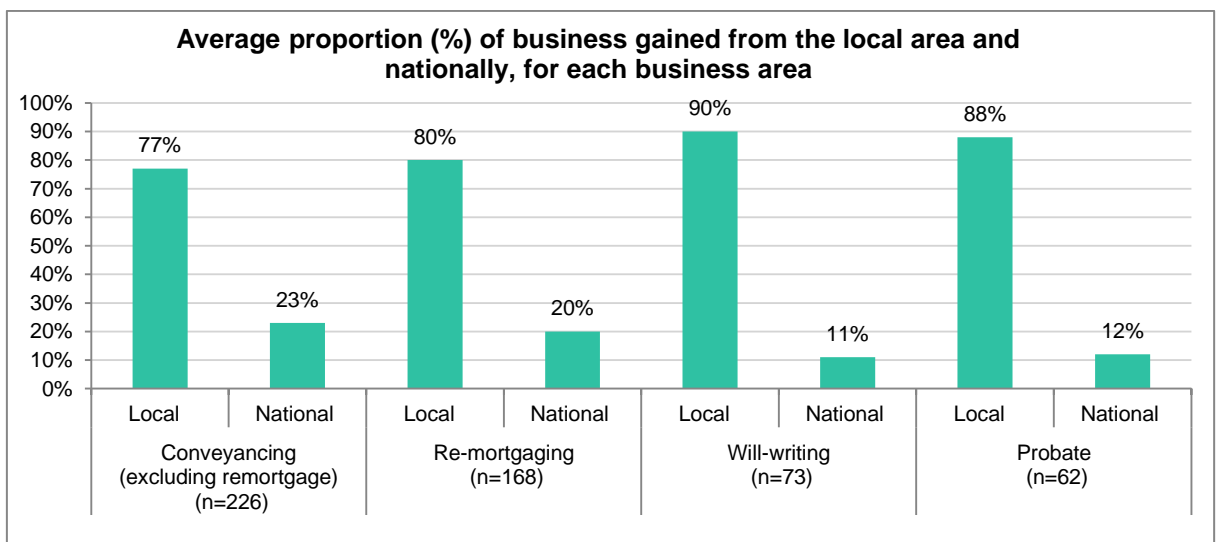 Average proportion (%) of business gained from the local area and
nationally, for each business area
100%
90%
80%
70%
60%
50%
40%
30%
20%
10%
0%
77%
23%
80%
20%
90%
11%
88%
12%
Local
National
Local
National
Local
National
Local
National
Conveyancing
(excluding remortgage)
(n=226)
Re-mortgaging
(n=168)
Will-writing
(n=73)
Probate
(n=62)